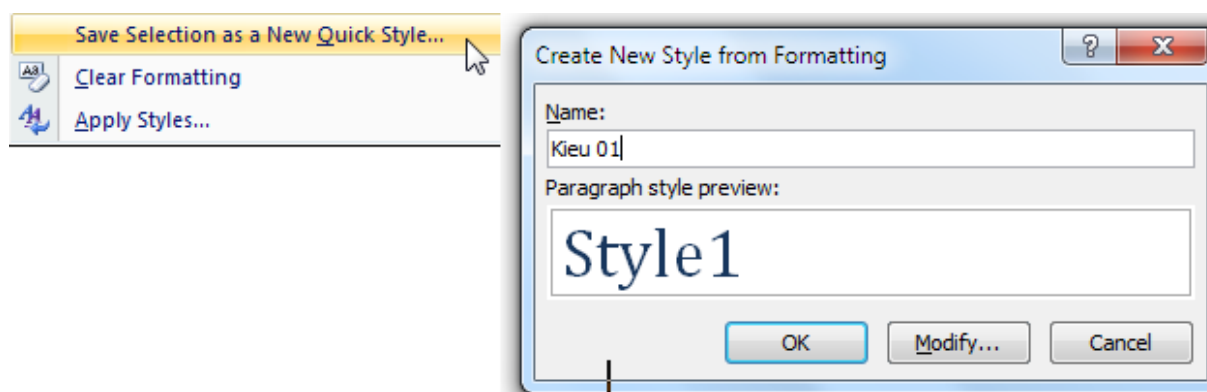 Save Selection as a New Quick Style...
Clear Formatting
Apply Styles...
Create New Style from Formatting
Name:
Kieu 01
Paragraph style preview:
Style1
OK
Modify...
Cancel